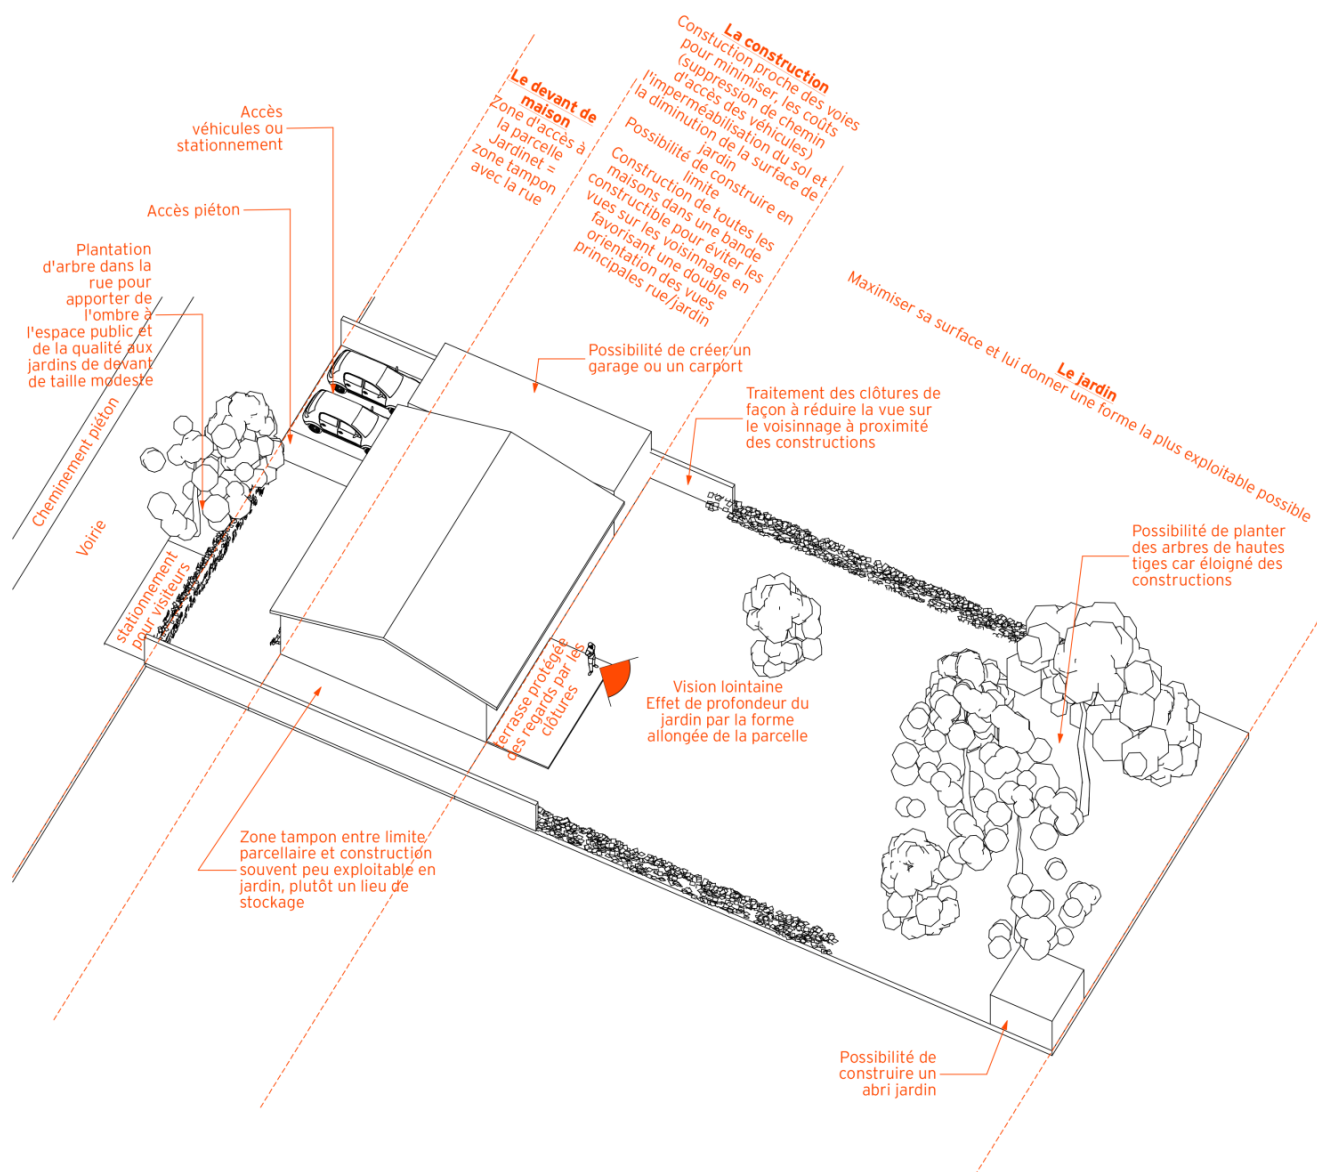 Le devant de
maison
Zone d'accès à
la parcelle
Jardinet =
zone tampon
avec la rue
La construction
Constuction proche des voies
pour minimiser, les coûts
(suppression de chemin
d'accès des véhicules)
l'imperméabilisation du sol et
la diminution de la surface de
jardin
Possibilité de construire en
limite
Construction de toutes les
maisons dans une bande
constructible pour éviter les
vues sur les voisinnage en
favorisant une double
orientation des vues
principales rue/jardin
Le jardin
Maximiser sa surface et lui donner une forme la plus exploitable possible
Accès
véhicules ou
stationnement
Accès piéton
Plantation
d'arbre dans la
rue pour
apporter de
l'ombre à
l'espace public et
de la qualité aux
jardins de devant
de taille modeste
Cheminement piéton
Voirie
stationnement
pour visiteurs
Possibilité de créer un
garage ou un carport
Traitement des clôtures de
façon à réduire la vue sur
le voisinnage à proximité
des constructions
Possibilité de planter
des arbres de hautes
tiges car éloigné des
constructions
terrasse protégée
des regards par les
clôtures
Vision lointaine
Effet de profondeur du
jardin par la forme
allongée de la parcelle
Zone tampon entre limite
parcellaire et construction
souvent peu exploitable en
jardin, plutôt un lieu de
stockage
Possibilité de
construire un
abri jardin